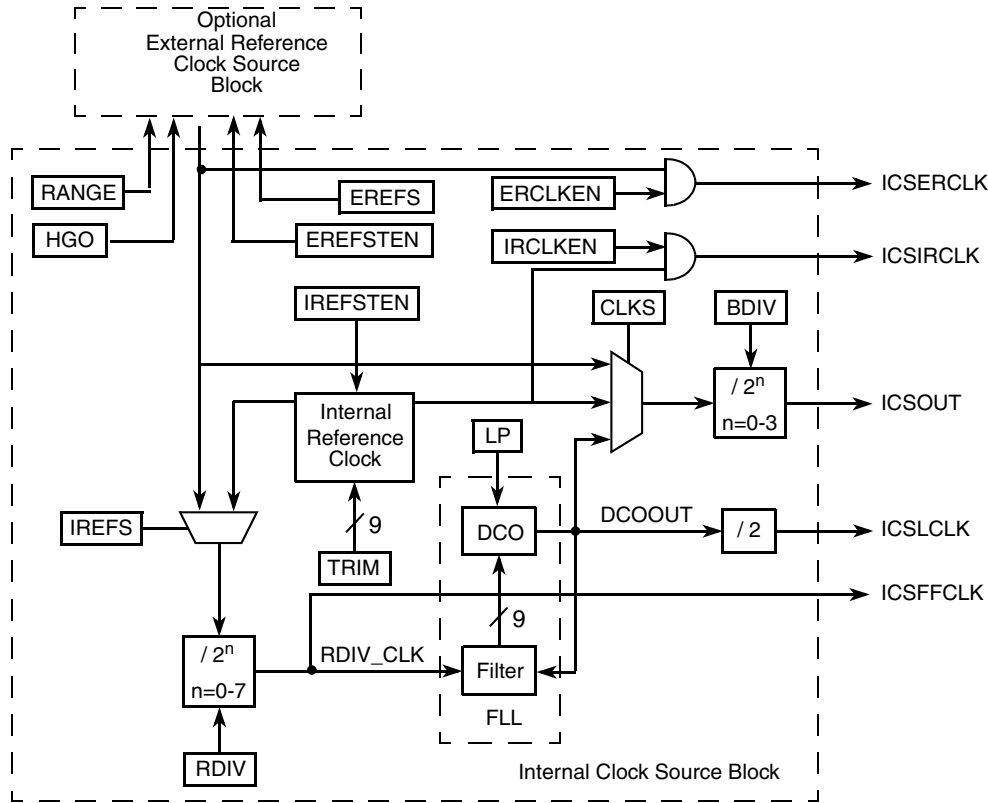 Optional
External Reference
Clock Source
Block
RANGE
HGO
EREFS
EREFSTEN
ERCLKEN
ICSERCLK
IRCLKEN
ICSIRCLK
IREFSTEN
CLKS
BDIV
Internal
Reference
Clock
/ 2n
n=0-3
ICSOUT
LP
IREFS
9
TRIM
DCO
DCOOUT
/ 2
ICSLCLK
ICSFFCLK
9
/ 2n
n=0-7
RDIV_CLK
Filter
FLL
RDIV
Internal Clock Source Block